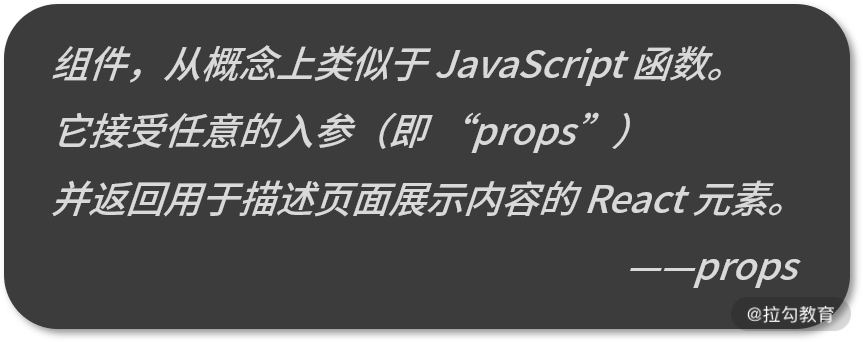 组件，从概念上类似于 JavaScript 函数。
它接受任意的入参（即 “props”）
并返回用于描述页面展示内容的 React 元素。
——props
@拉勾教育